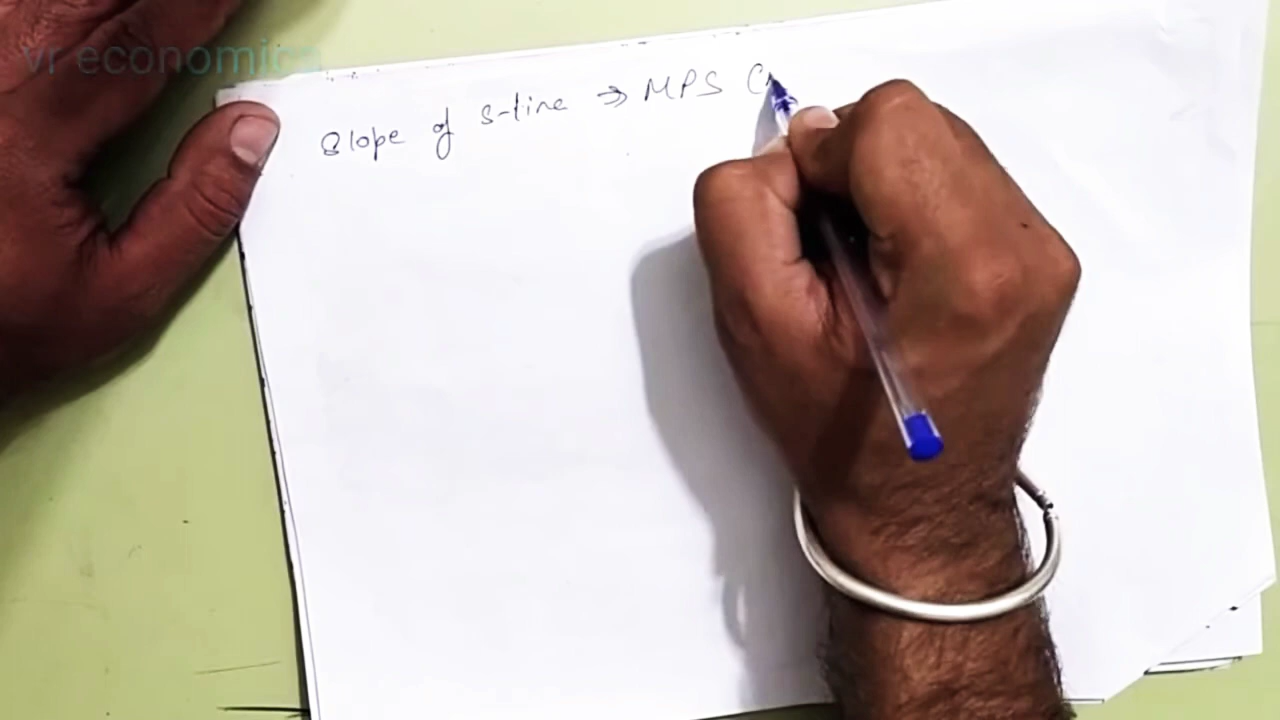 vr economics
Slope of S-line ⇒ MPS (